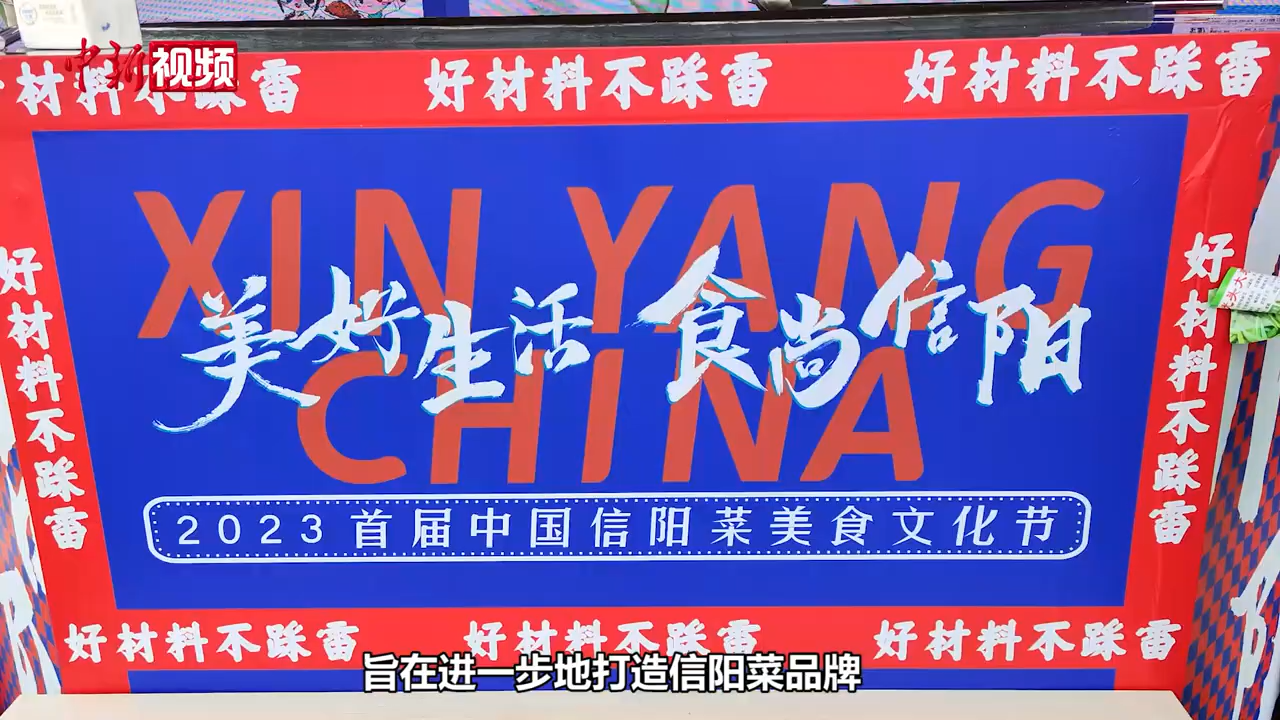 中新视频
好材料不踩雷
好材料不踩雷
好材料不踩雷
XIN YANG
美好生活 食尚信阳
CHINA
2023首届中国信阳菜美食文化节
好材料不踩雷
好材料不踩雷
好材料不踩雷
好材料不踩雷
好材料不踩雷
旨在进一步地打造信阳菜品牌